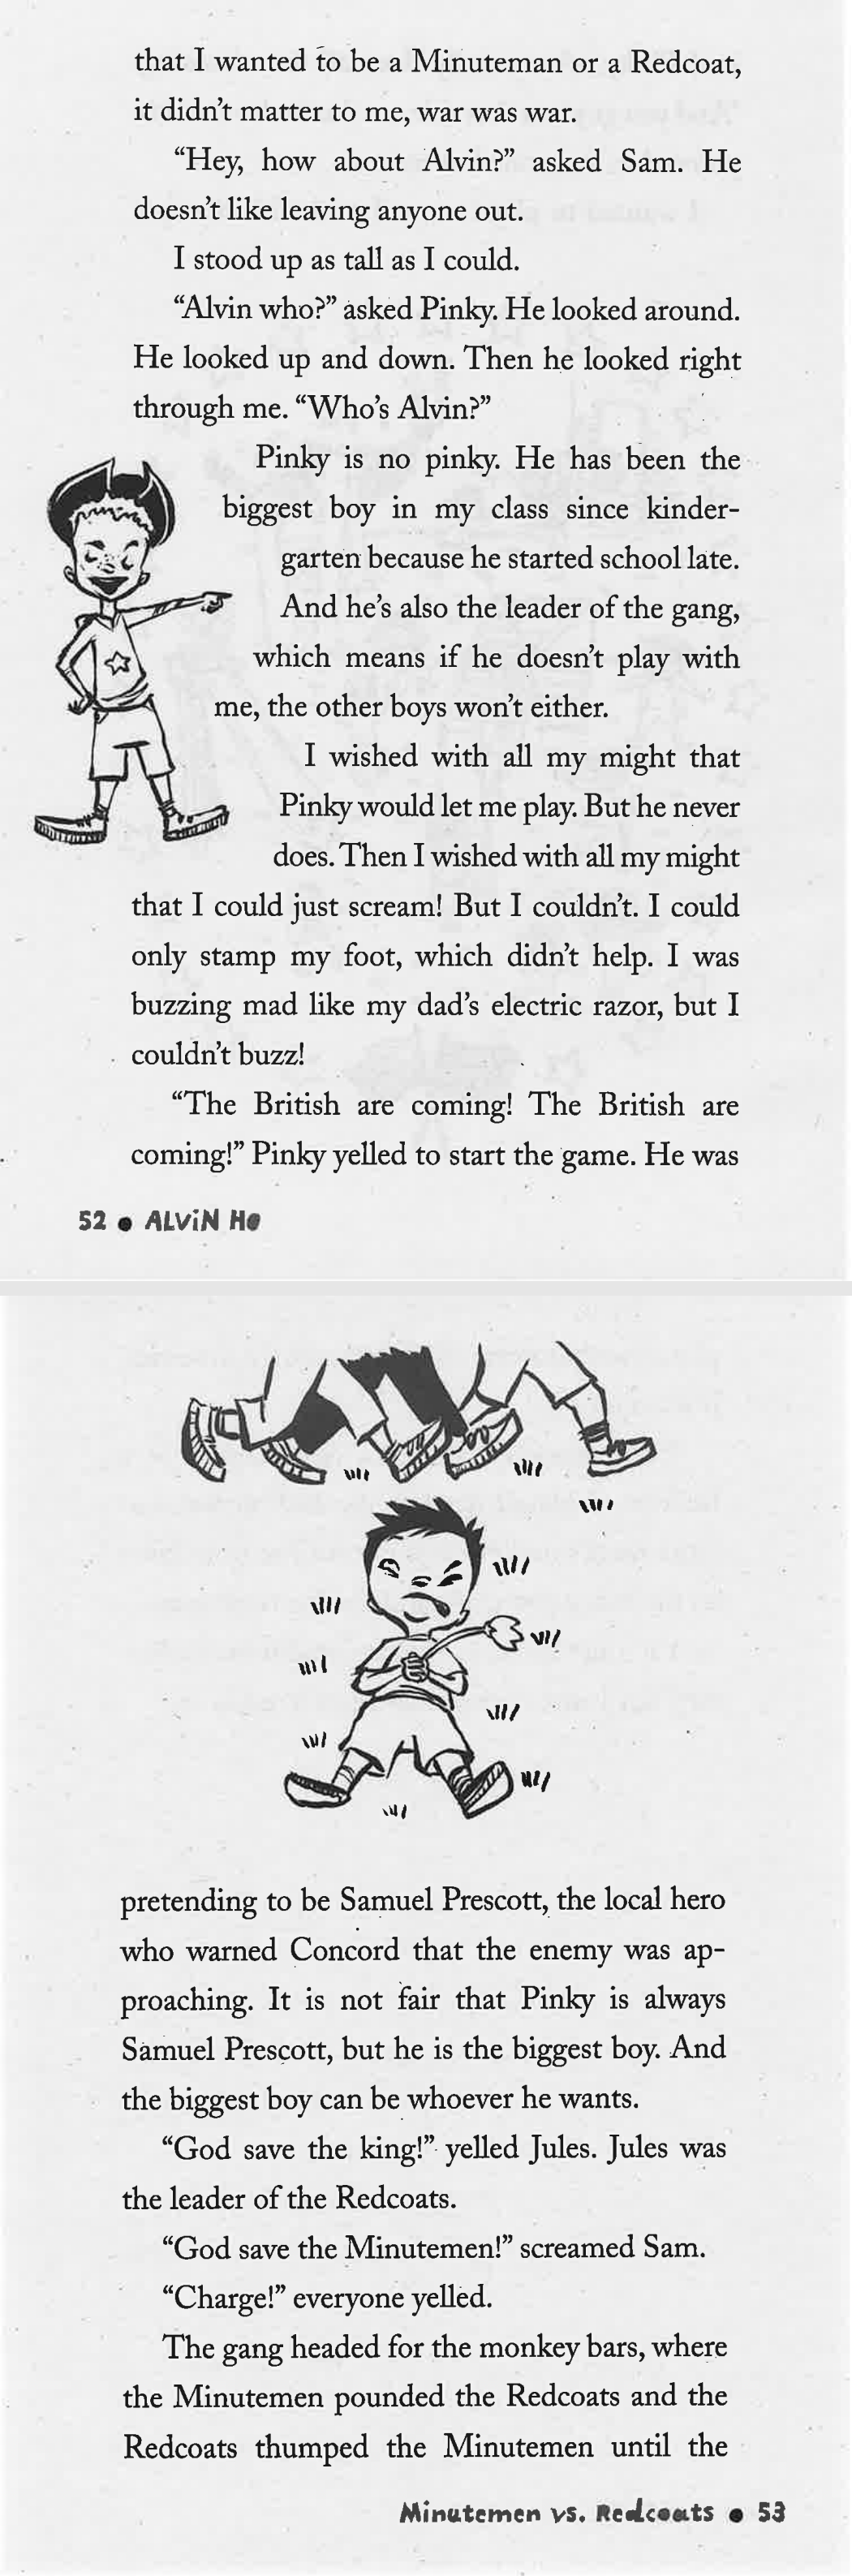 that I wanted to be a Minuteman or a Redcoat,
it didn't matter to me, war was war.
“Hey, how about Alvin?” asked Sam. He
doesn't like leaving anyone out.
I stood up as tall as I could.
“Alvin who?” asked Pinky. He looked around.
He looked up and down. Then he looked right
through me. “Who's Alvin?”
Pinky is no pinky. He has been the
biggest boy in my class since kinder-
garten because he started school late.
And he's also the leader of the gang,
which means if he doesn't play with
me, the other boys won't either.
I wished with all my might that
Pinky would let me play. But he never
does. Then I wished with all my might
that I could just scream! But I couldn't. I could
only stamp my foot, which didn't help. I was
buzzing mad like my dad's electric razor, but I
couldn't buzz!
“The British are coming! The British are
coming!” Pinky yelled to start the game. He was
52 • ALViN Ho
pretending to be Samuel Prescott, the local hero
who warned Concord that the enemy was ap-
proaching. It is not fair that Pinky is always
Samuel Prescott, but he is the biggest boy. And
the biggest boy can be whoever he wants.
“God save the king!” yelled Jules. Jules was
the leader of the Redcoats.
“God save the Minutemen!” screamed Sam.
“Charge!” everyone yelled.
The gang headed for the monkey bars, where
the Minutemen pounded the Redcoats and the
Redcoats thumped the Minutemen until the
Minutemen vs. Redcoats • 53